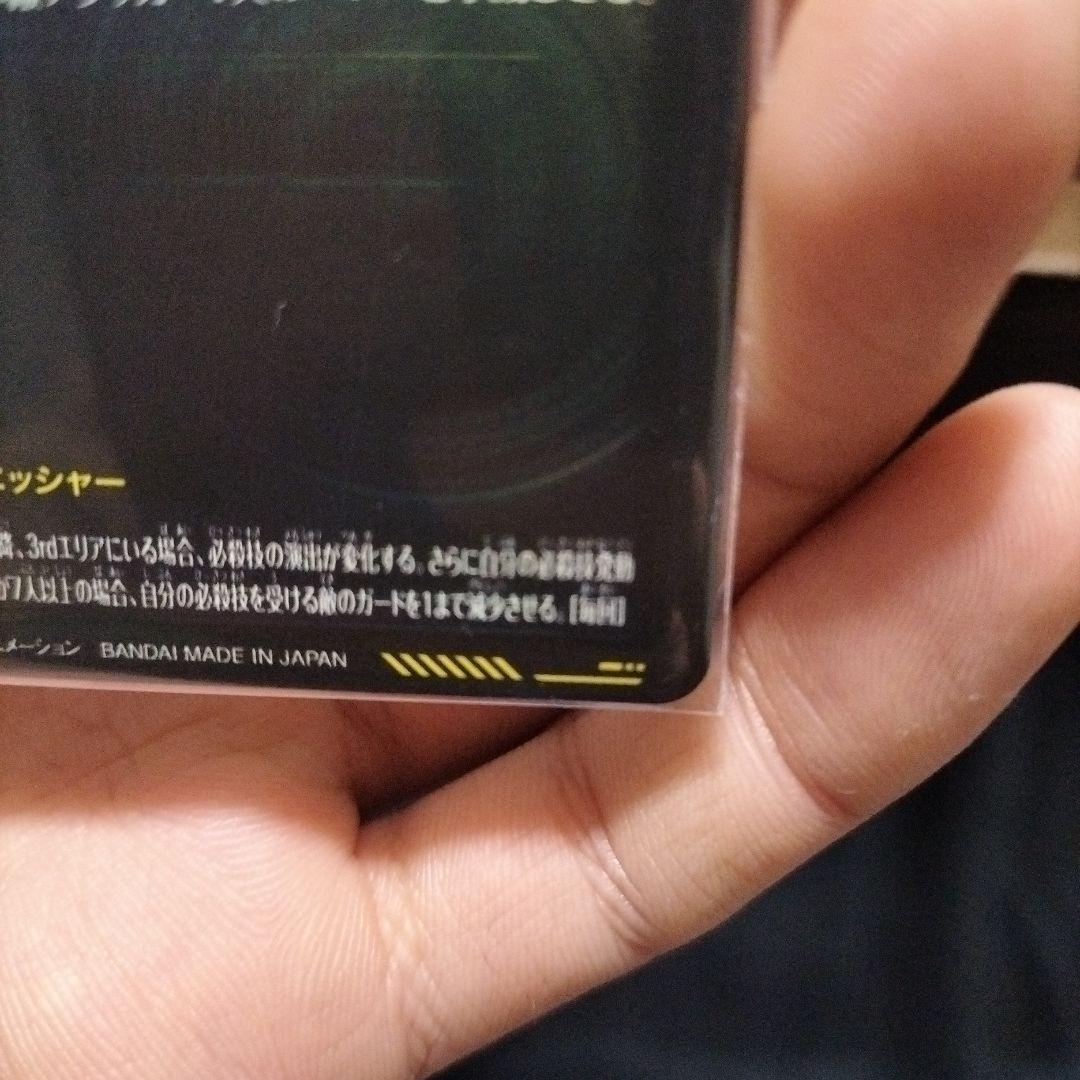 ニッシャー
満、3rdエリアにいる場合、必殺技の演出が変化する。さらに自分の必殺技発動
が7人以上の場合、自分の必殺技を受ける敵のガードを1まで減少させる。[毎回]
メーション BANDAI MADE IN JAPAN